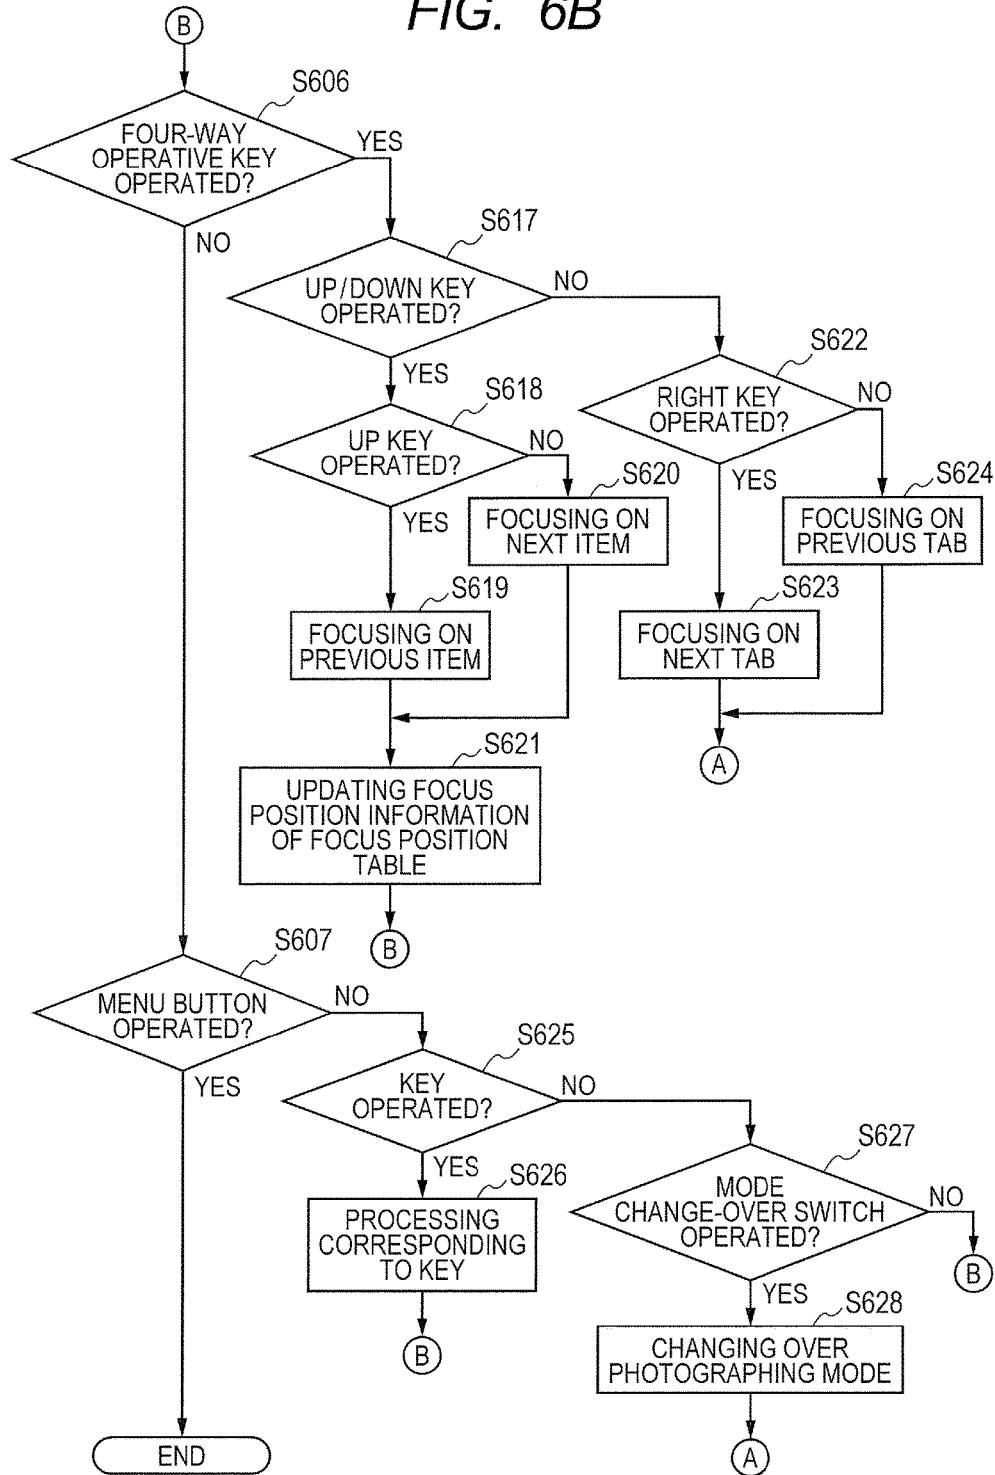 FIG. 6B
B
S606
FOUR-WAY
OPERATIVE KEY
OPERATED?
YES
NO
S617
UP/DOWN KEY
OPERATED?
NO
YES
S622
RIGHT KEY
OPERATED?
NO
YES
S618
UP KEY
OPERATED?
NO
YES
S620
FOCUSING ON
NEXT ITEM
S624
FOCUSING ON
PREVIOUS TAB
S619
FOCUSING ON
PREVIOUS ITEM
S623
FOCUSING ON
NEXT TAB
A
S621
UPDATING FOCUS
POSITION INFORMATION
OF FOCUS POSITION
TABLE
B
S607
MENU BUTTON
OPERATED?
NO
YES
S625
KEY
OPERATED?
NO
YES
S626
PROCESSING
CORRESPONDING
TO KEY
B
S627
MODE
CHANGE-OVER SWITCH
OPERATED?
NO
B
YES
S628
CHANGING OVER
PHOTOGRAPHING MODE
A
END